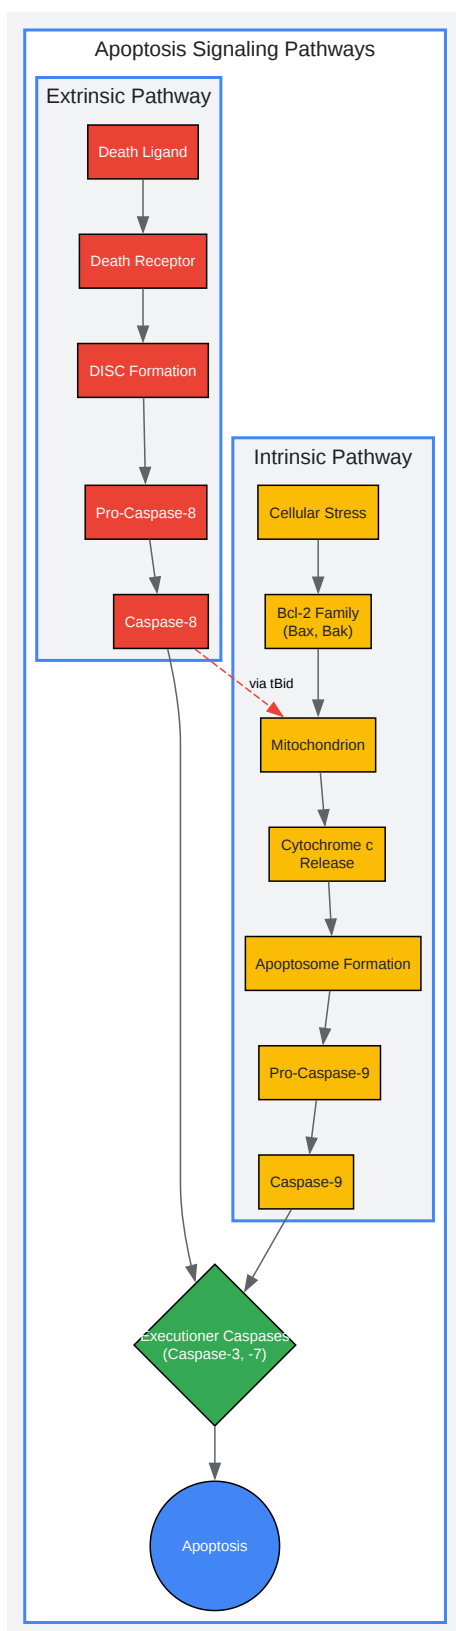 Apoptosis Signaling Pathways
Extrinsic Pathway
Death Ligand
Death Receptor
DISC Formation
Pro-Caspase-8
Caspase-8
via tBid
Intrinsic Pathway
Cellular Stress
Bcl-2 Family
(Bax, Bak)
Mitochondrion
Cytochrome c
Release
Apoptosome Formation
Pro-Caspase-9
Caspase-9
Executioner Caspases
(Caspase-3, -7)
Apoptosis